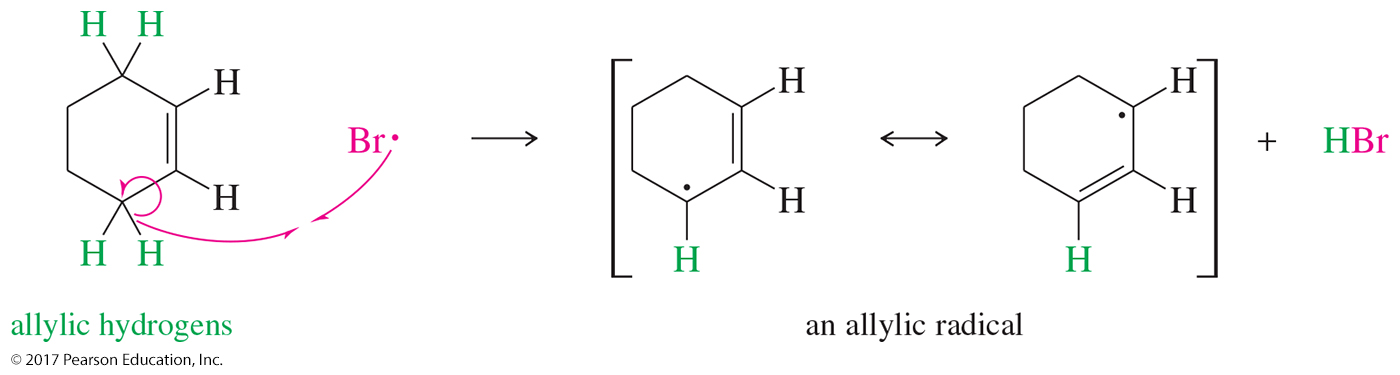 H H
H
Br•
H
H H
H
H
H
H
H
H
+ HBr
allylic hydrogens
an allylic radical
© 2017 Pearson Education, Inc.